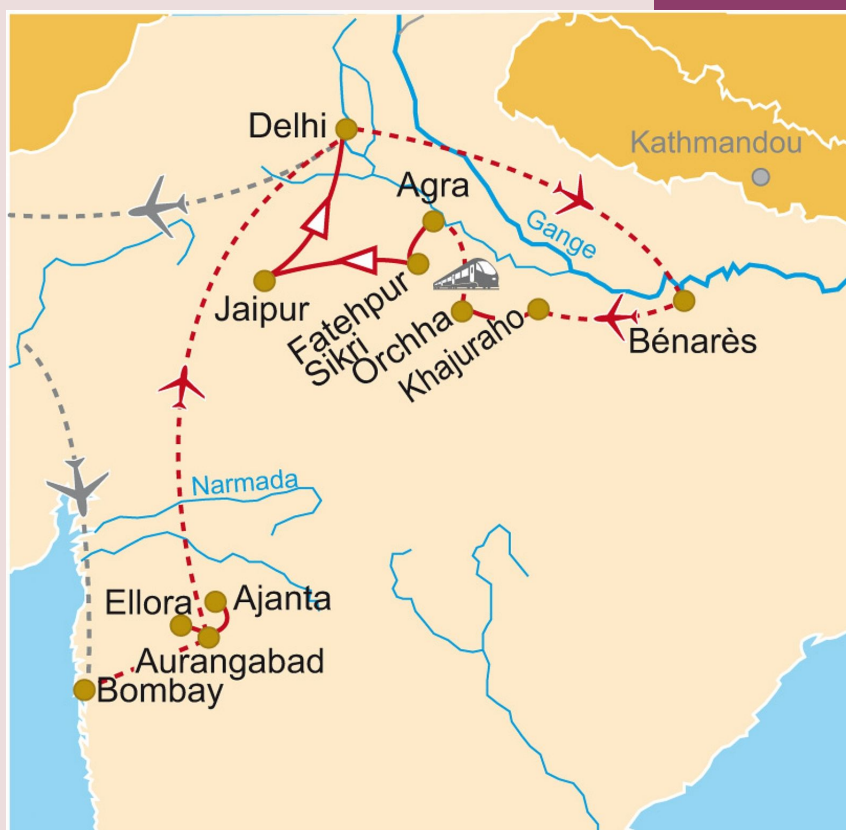 Delhi
Kathmandou
Agra
Gange
Jaipur
Fatehpur
Sikri
Orchha
Khajuraho
Bénarès
Narmada
Ellora
Ajanta
Aurangabad
Bombay